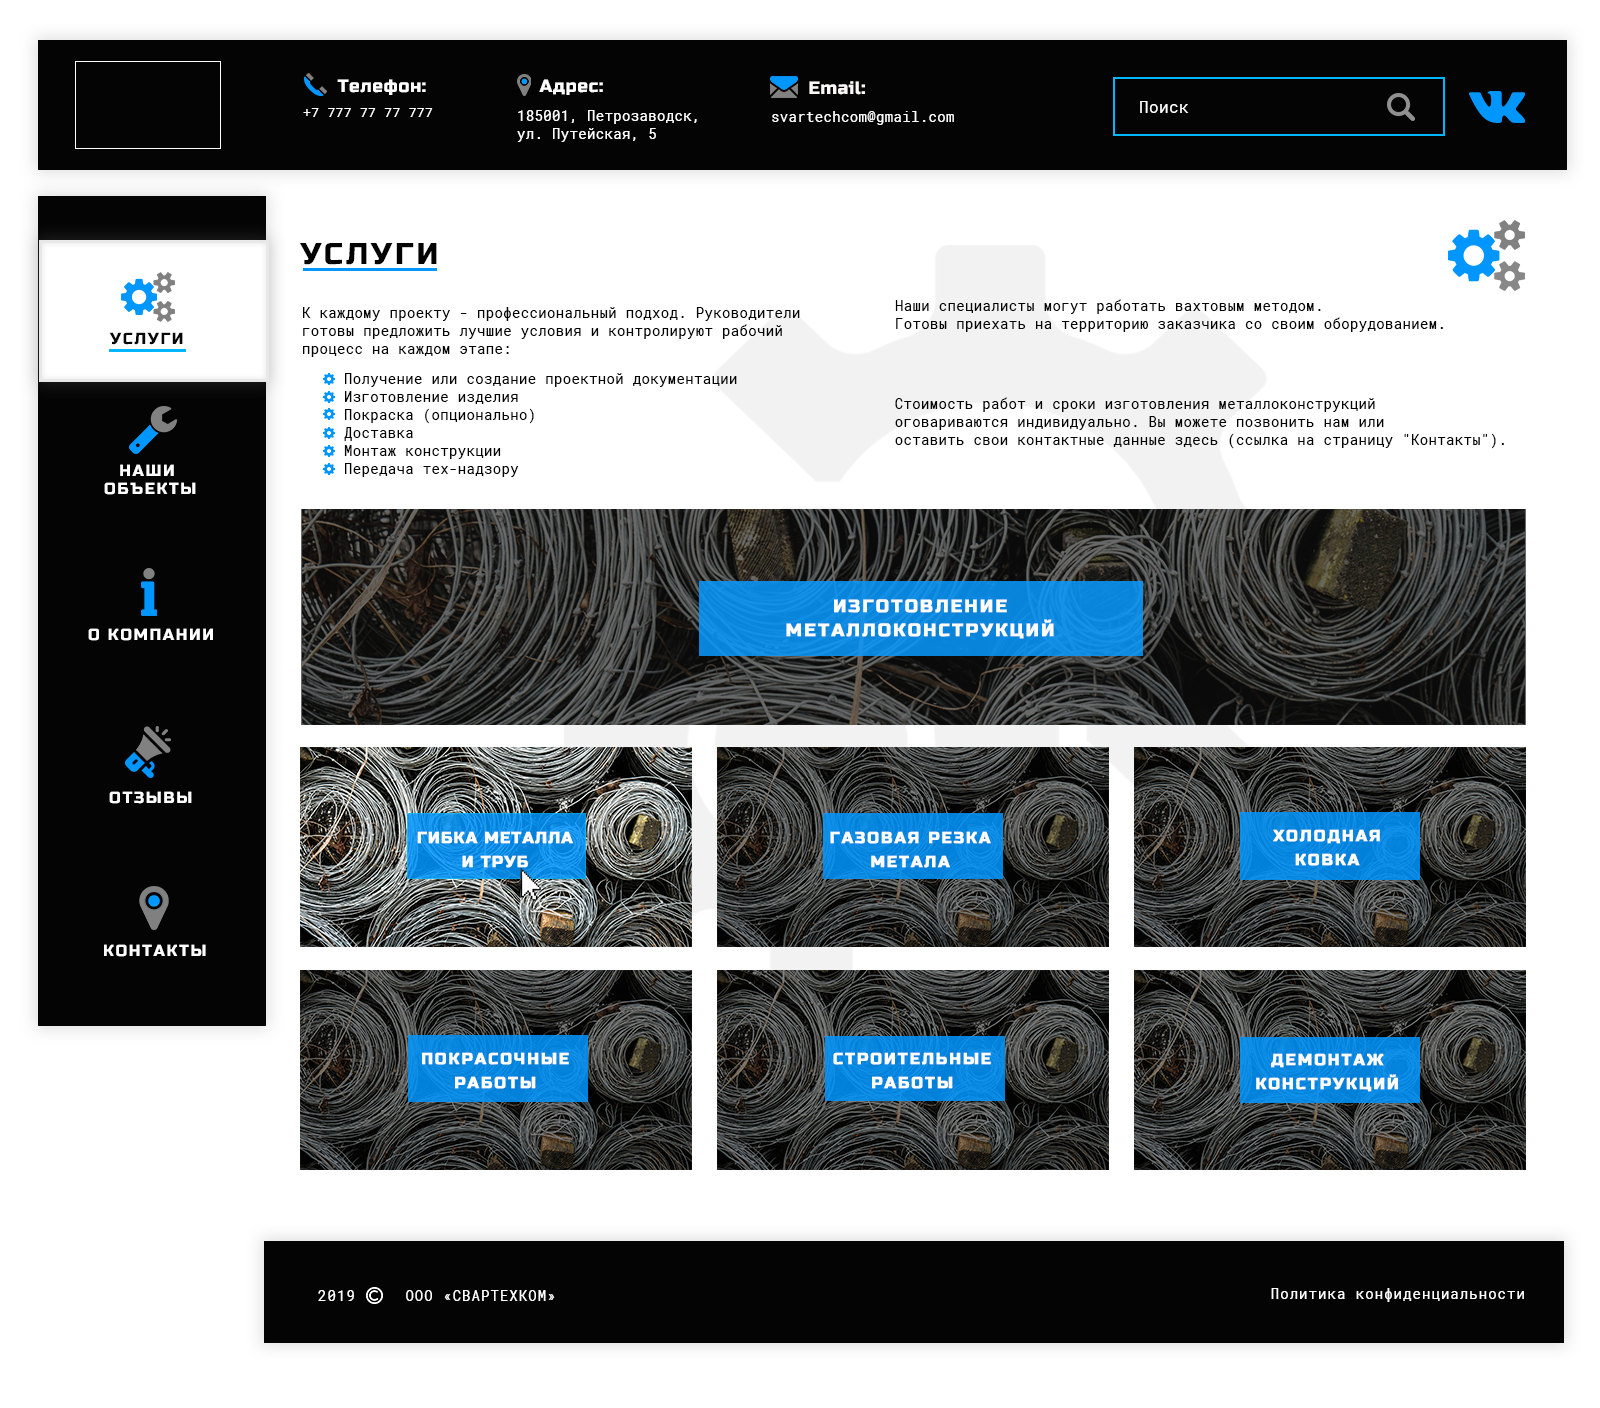 Телефон:
+7 777 77 77 777
Адрес:
185001, Петрозаводск,
ул. Путейская, 5
Email:
svartechcom@gmail.com
Поиск
УСЛУГИ
НАШИ
ОБЪЕКТЫ
О КОМПАНИИ
ОТЗЫВЫ
КОНТАКТЫ
УСЛУГИ
К каждому проекту - профессиональный подход. Руководители
готовы предложить лучшие условия и контролируют рабочий
процесс на каждом этапе:
Получение или создание проектной документации
Изготовление изделия
Покраска (опционально)
Доставка
Монтаж конструкции
Передача тех-надзору
Наши специалисты могут работать вахтовым методом.
Готовы приехать на территорию заказчика со своим оборудованием.
Стоимость работ и сроки изготовления металлоконструкций
оговариваются индивидуально. Вы можете позвонить нам или
оставить свои контактные данные здесь (ссылка на страницу "Контакты").
ИЗГОТОВЛЕНИЕ
МЕТАЛЛОКОНСТРУКЦИЙ
ГИБКА МЕТАЛЛА
И ТРУБ
ГАЗОВАЯ РЕЗКА
МЕТАЛА
ХОЛОДНАЯ
КОВКА
ПОКРАСОЧНЫЕ
РАБОТЫ
СТРОИТЕЛЬНЫЕ
РАБОТЫ
ДЕМОНТАЖ
КОНСТРУКЦИЙ
2019 © ООО «СВАРТЕХКОМ»
Политика конфиденциальности